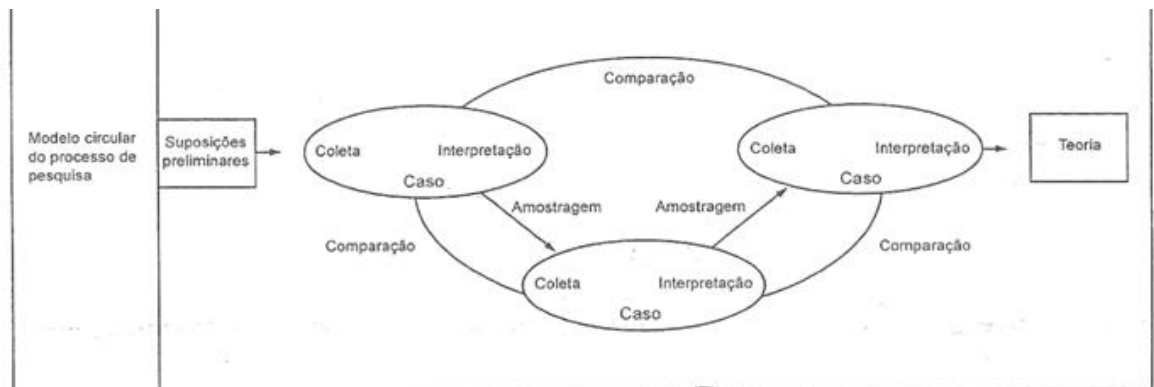 Modelo circular
do processo de
pesquisa
Suposições
preliminares
Comparação
Coleta
Interpretação
Caso
Amostragem
Comparação
Coleta
Interpretação
Caso
Amostragem
Comparação
Coleta
Interpretação
Caso
Teoria